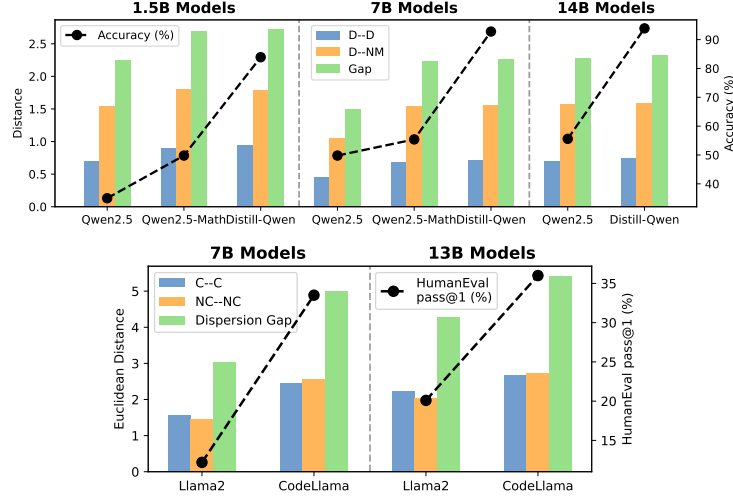 1.5B Models
7B Models
14B Models
Accuracy (%)
D--D
D--NM
Gap
Distance
Accuracy (%)
2.5
2.0
1.5
1.0
0.5
0.0
90
80
70
60
50
40
Qwen2.5
Qwen2.5-Math
Distill-Qwen
Qwen2.5
Qwen2.5-Math
Distill-Qwen
Qwen2.5
Distill-Qwen
7B Models
13B Models
C--C
NC--NC
Dispersion Gap
HumanEval
pass@1 (%)
Euclidean Distance
HumanEval pass@1 (%)
5
4
3
2
1
0
35
30
25
20
15
Llama2
CodeLlama
Llama2
CodeLlama